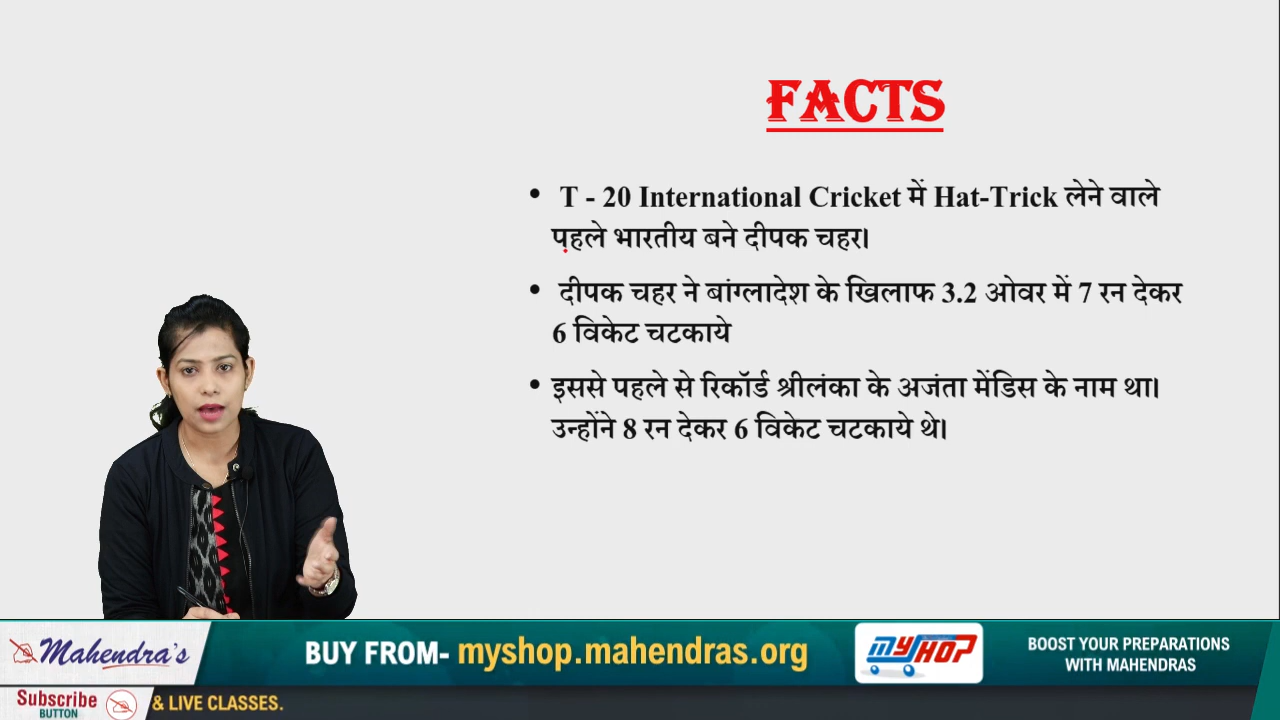 FACTS
• T - 20 International Cricket में Hat-Trick लेने वाले
पहले भारतीय बने दीपक चहर।
• दीपक चहर ने बांग्लादेश के खिलाफ 3.2 ओवर में 7 रन देकर
6 विकेट चटकाये
• इससे पहले से रिकॉर्ड श्रीलंका के अजंता मेंडिस के नाम था।
उन्होंने 8 रन देकर 6 विकेट चटकाये थे।
Mahendra's
BUY FROM- myshop.mahendras.org
MYSHOP
BOOST YOUR PREPARATIONS
WITH MAHENDRAS
Subscribe
BUTTON
& LIVE CLASSES.